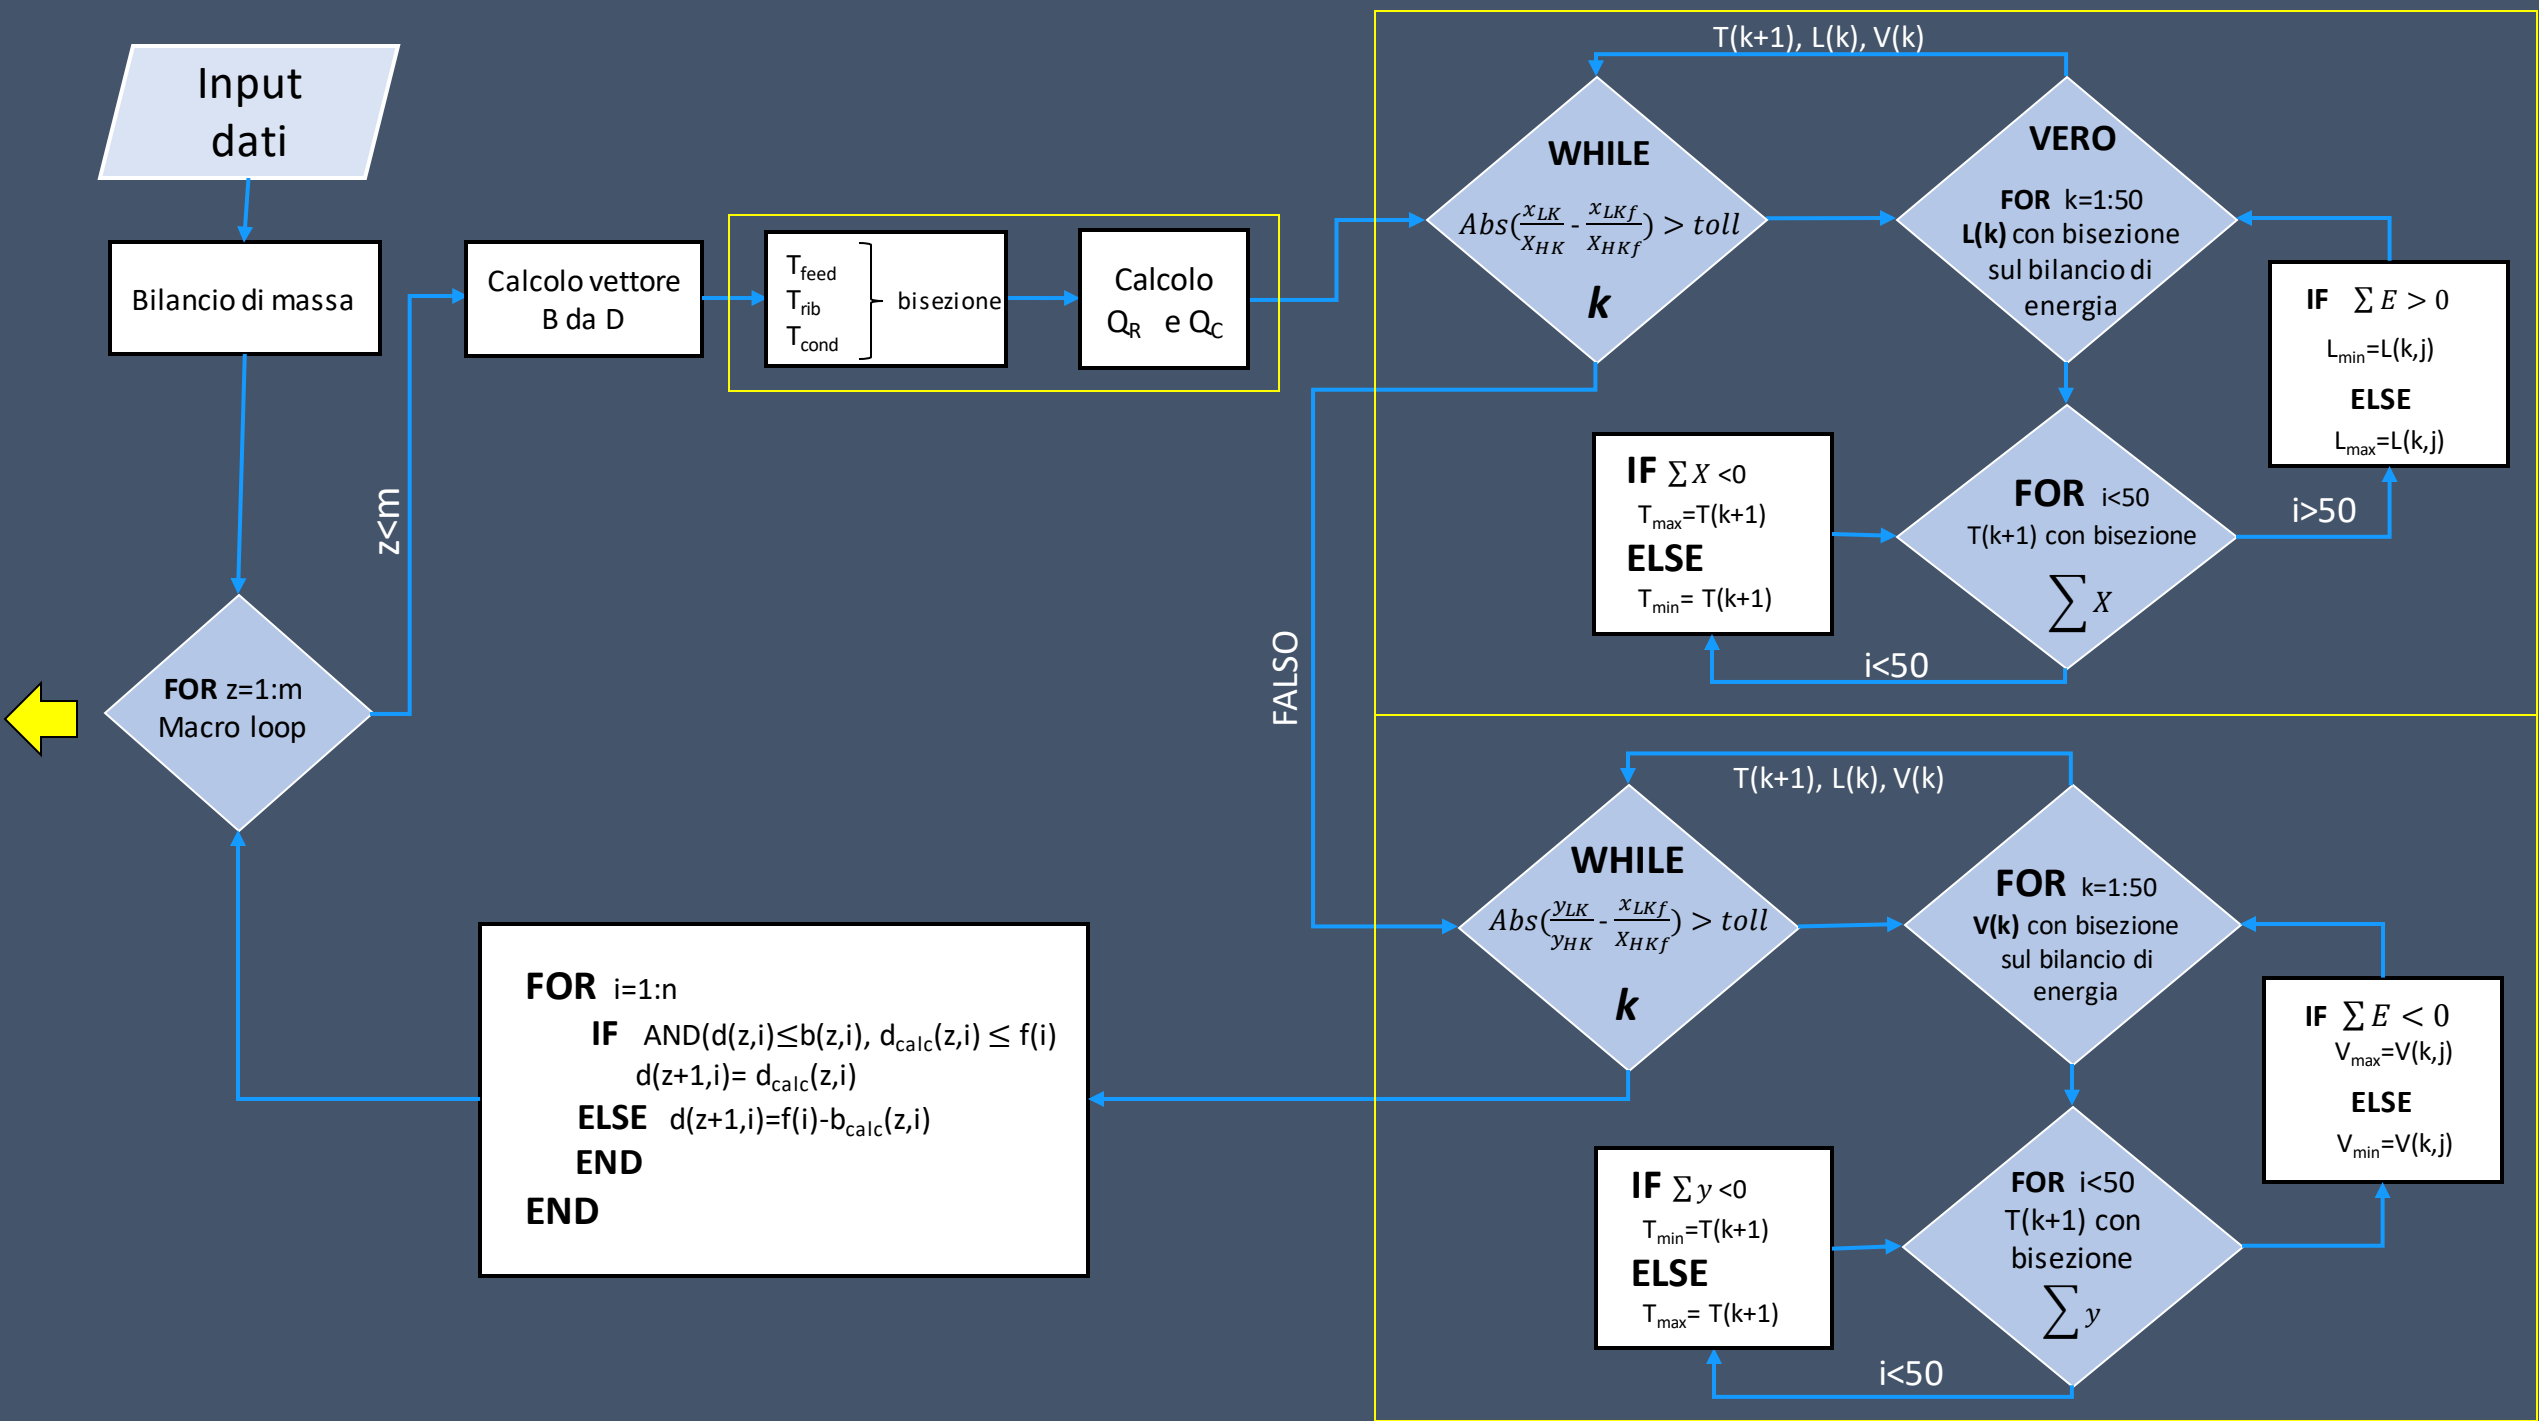 Input
dati
Bilancio di massa
FOR z=1:m
Macro loop
z<m
Calcolo vettore
B da D
T_feed
T_rib
T_cond
bisezione
Calcolo
Q_R e Q_C
T(k+1), L(k), V(k)
WHILE
Abs(x_LK/X_HK - x_LKf/X_HKf) > toll
k
VERO
FOR k=1:50
L(k) con bisezione
sul bilancio di
energia
IF ∑ E > 0
L_min=L(k,j)
ELSE
L_max=L(k,j)
FOR i<50
T(k+1) con bisezione
∑ X
i>50
IF ∑ X <0
T_max=T(k+1)
ELSE
T_min= T(k+1)
i<50
FALSO
T(k+1), L(k), V(k)
WHILE
Abs(y_LK/y_HK - x_LKf/X_HKf) > toll
k
FOR k=1:50
V(k) con bisezione
sul bilancio di
energia
IF ∑ E < 0
V_max=V(k,j)
ELSE
V_min=V(k,j)
FOR i<50
T(k+1) con
bisezione
∑ y
IF ∑ y <0
T_min=T(k+1)
ELSE
T_max= T(k+1)
i<50
FOR i=1:n
IF AND(d(z,i)≤b(z,i), d_calc(z,i) ≤ f(i)
d(z+1,i)= d_calc(z,i)
ELSE d(z+1,i)=f(i)-b_calc(z,i)
END
END